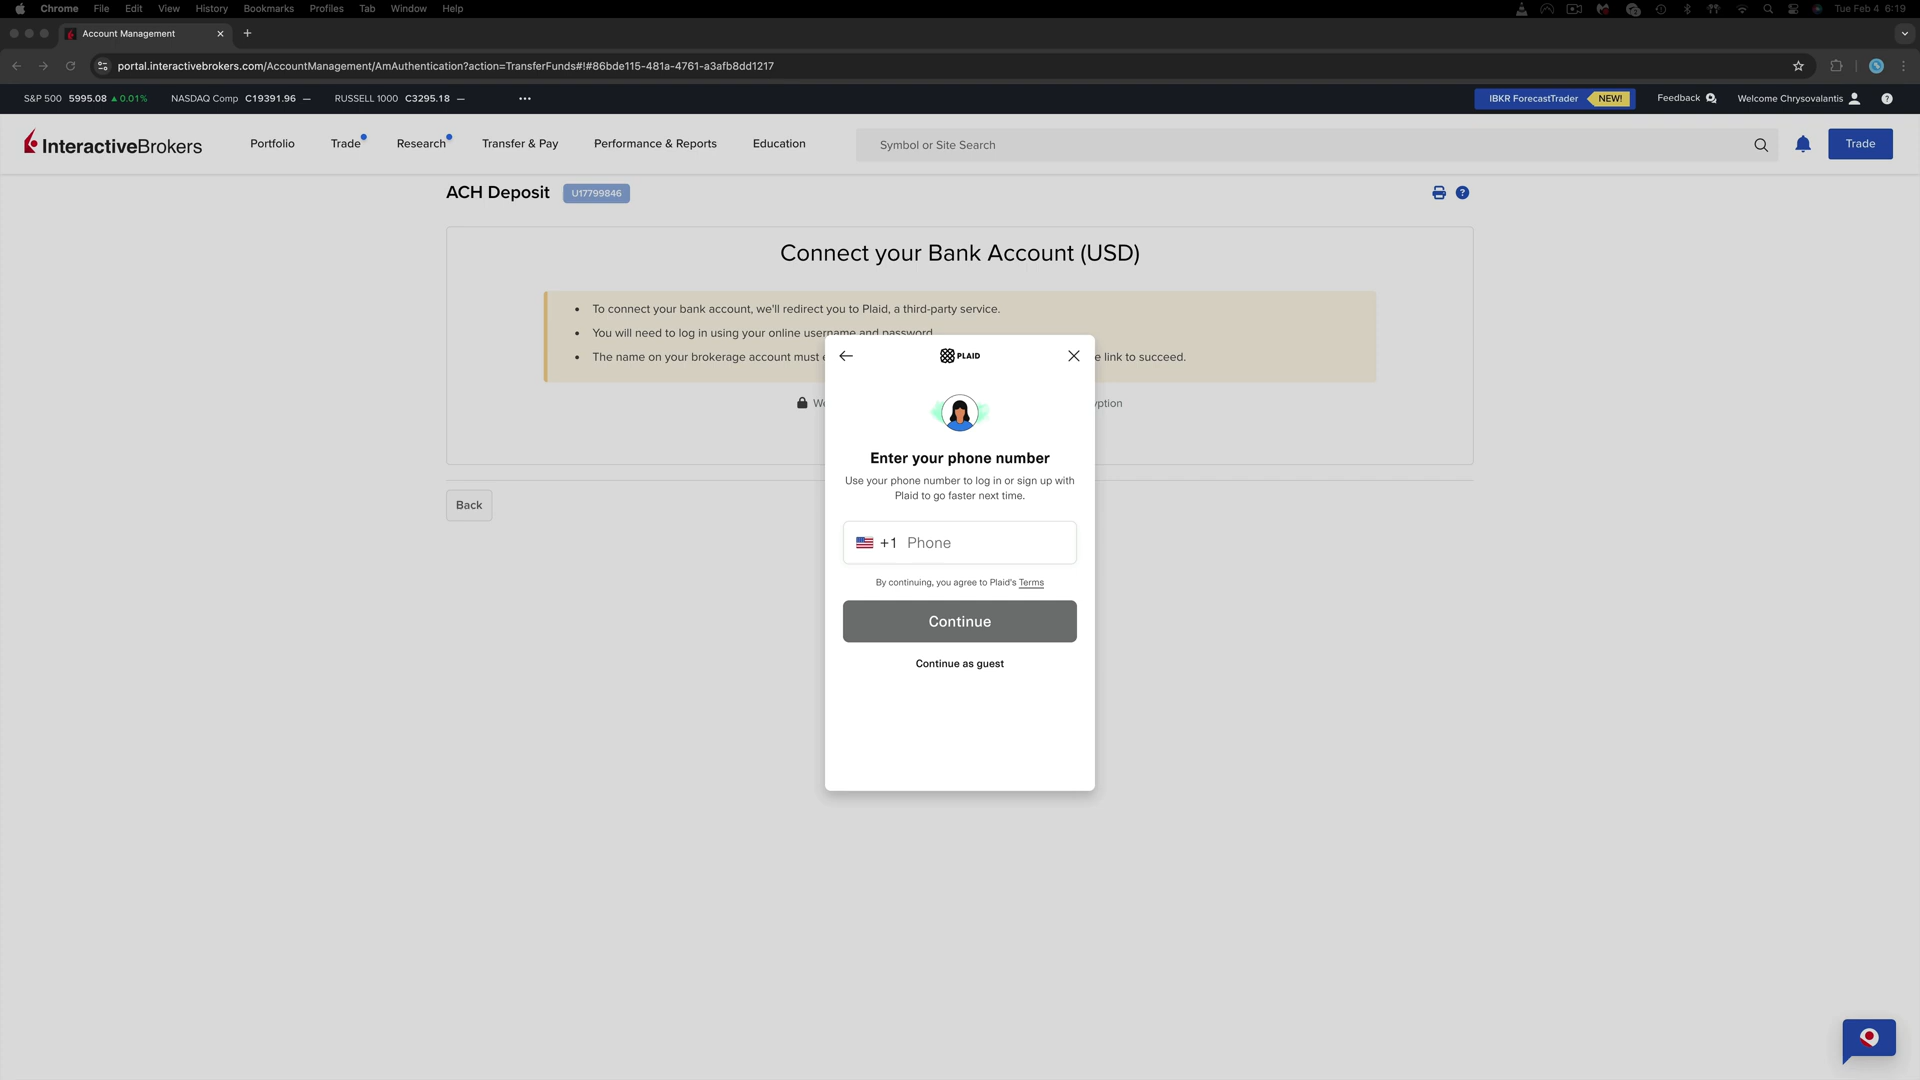 Chrome File Edit View History Bookmarks Profiles Tab Window Help Tue Feb 4 6:19
Account Management
portal.interactivebrokers.com/AccountManagement/AmAuthentication?action=TransferFunds#!#86bde115-481a-4761-a3afb8dd1217
S&P 500 5995.08 ▲0.01% NASDAQ Comp C19391.96 — RUSSELL 1000 C3295.18 — ••• IBKR ForecastTrader NEW! Feedback Welcome Chrysovalantis
InteractiveBrokers Portfolio Trade Research Transfer & Pay Performance & Reports Education Symbol or Site Search Trade
ACH Deposit U17799846
Connect your Bank Account (USD)
• To connect your bank account, we'll redirect you to Plaid, a third-party service.
• You will need to log in using your online username and password
• The name on your brokerage account must e link to succeed.
PLAID
Enter your phone number
Use your phone number to log in or sign up with
Plaid to go faster next time.
+1 Phone
By continuing, you agree to Plaid's Terms
Continue
Continue as guest
Back